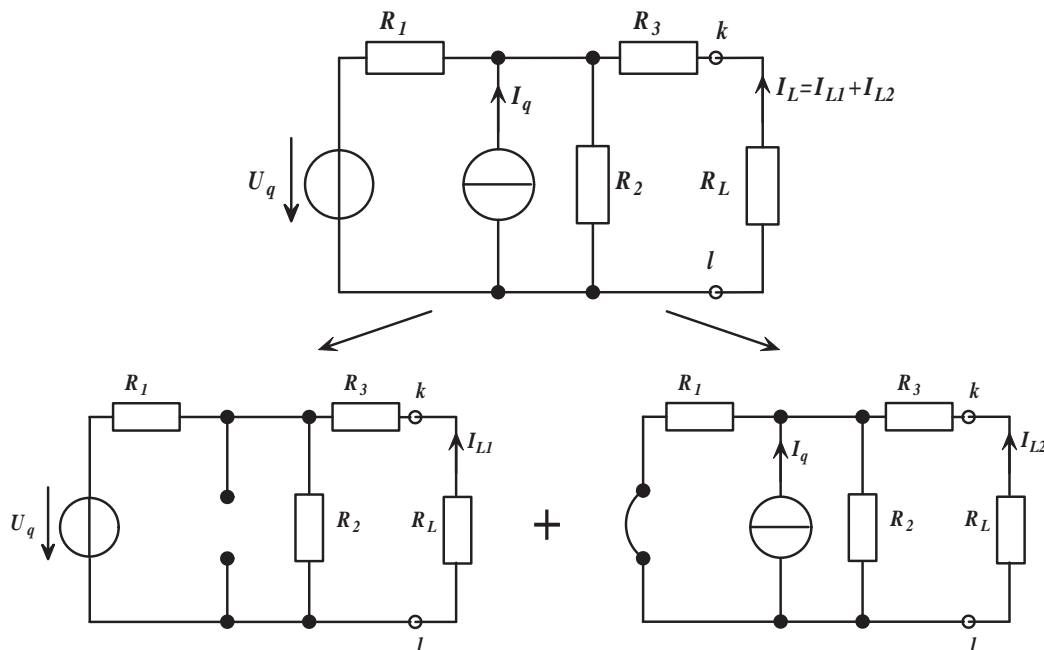 R1
R3
k
Iq
IL=IL1+IL2
Uq
R2
RL
l
R1
R3
k
IL1
Uq
R2
RL
l
+
R1
R3
k
Iq
IL2
R2
RL
l